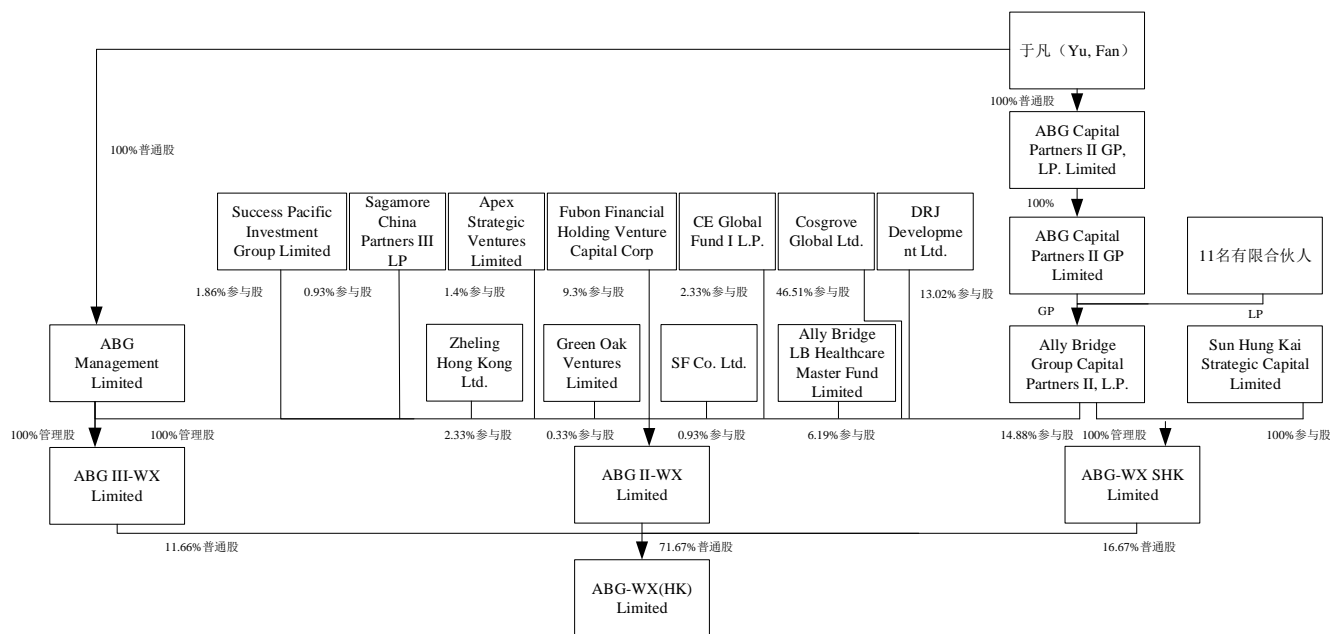 于凡（Yu, Fan）
100%普通股
ABG Capital
Partners II GP,
LP. Limited
100%普通股
100%
Success Pacific
Investment
Group Limited
Sagamore
China
Partners III
LP
Apex
Strategic
Ventures
Limited
Fubon Financial
Holding Venture
Capital Corp
CE Global
Fund I L.P.
Cosgrove
Global Ltd.
DRJ
Developme
nt Ltd.
ABG Capital
Partners II GP
Limited
11名有限合伙人
1.86%参与股
0.93%参与股
1.4%参与股
9.3%参与股
2.33%参与股
46.51%参与股
13.02%参与股
GP
LP
ABG
Management
Limited
Zheling
Hong Kong
Ltd.
Green Oak
Ventures
Limited
SF Co. Ltd.
Ally Bridge
LB Healthcare
Master Fund
Limited
Ally Bridge
Group Capital
Partners II, L.P.
Sun Hung Kai
Strategic Capital
Limited
100%管理股
100%管理股
2.33%参与股
0.33%参与股
0.93%参与股
6.19%参与股
14.88%参与股
100%管理股
100%参与股
ABG III-WX
Limited
ABG II-WX
Limited
ABG-WX SHK
Limited
11.66%普通股
71.67%普通股
16.67%普通股
ABG-WX(HK)
Limited